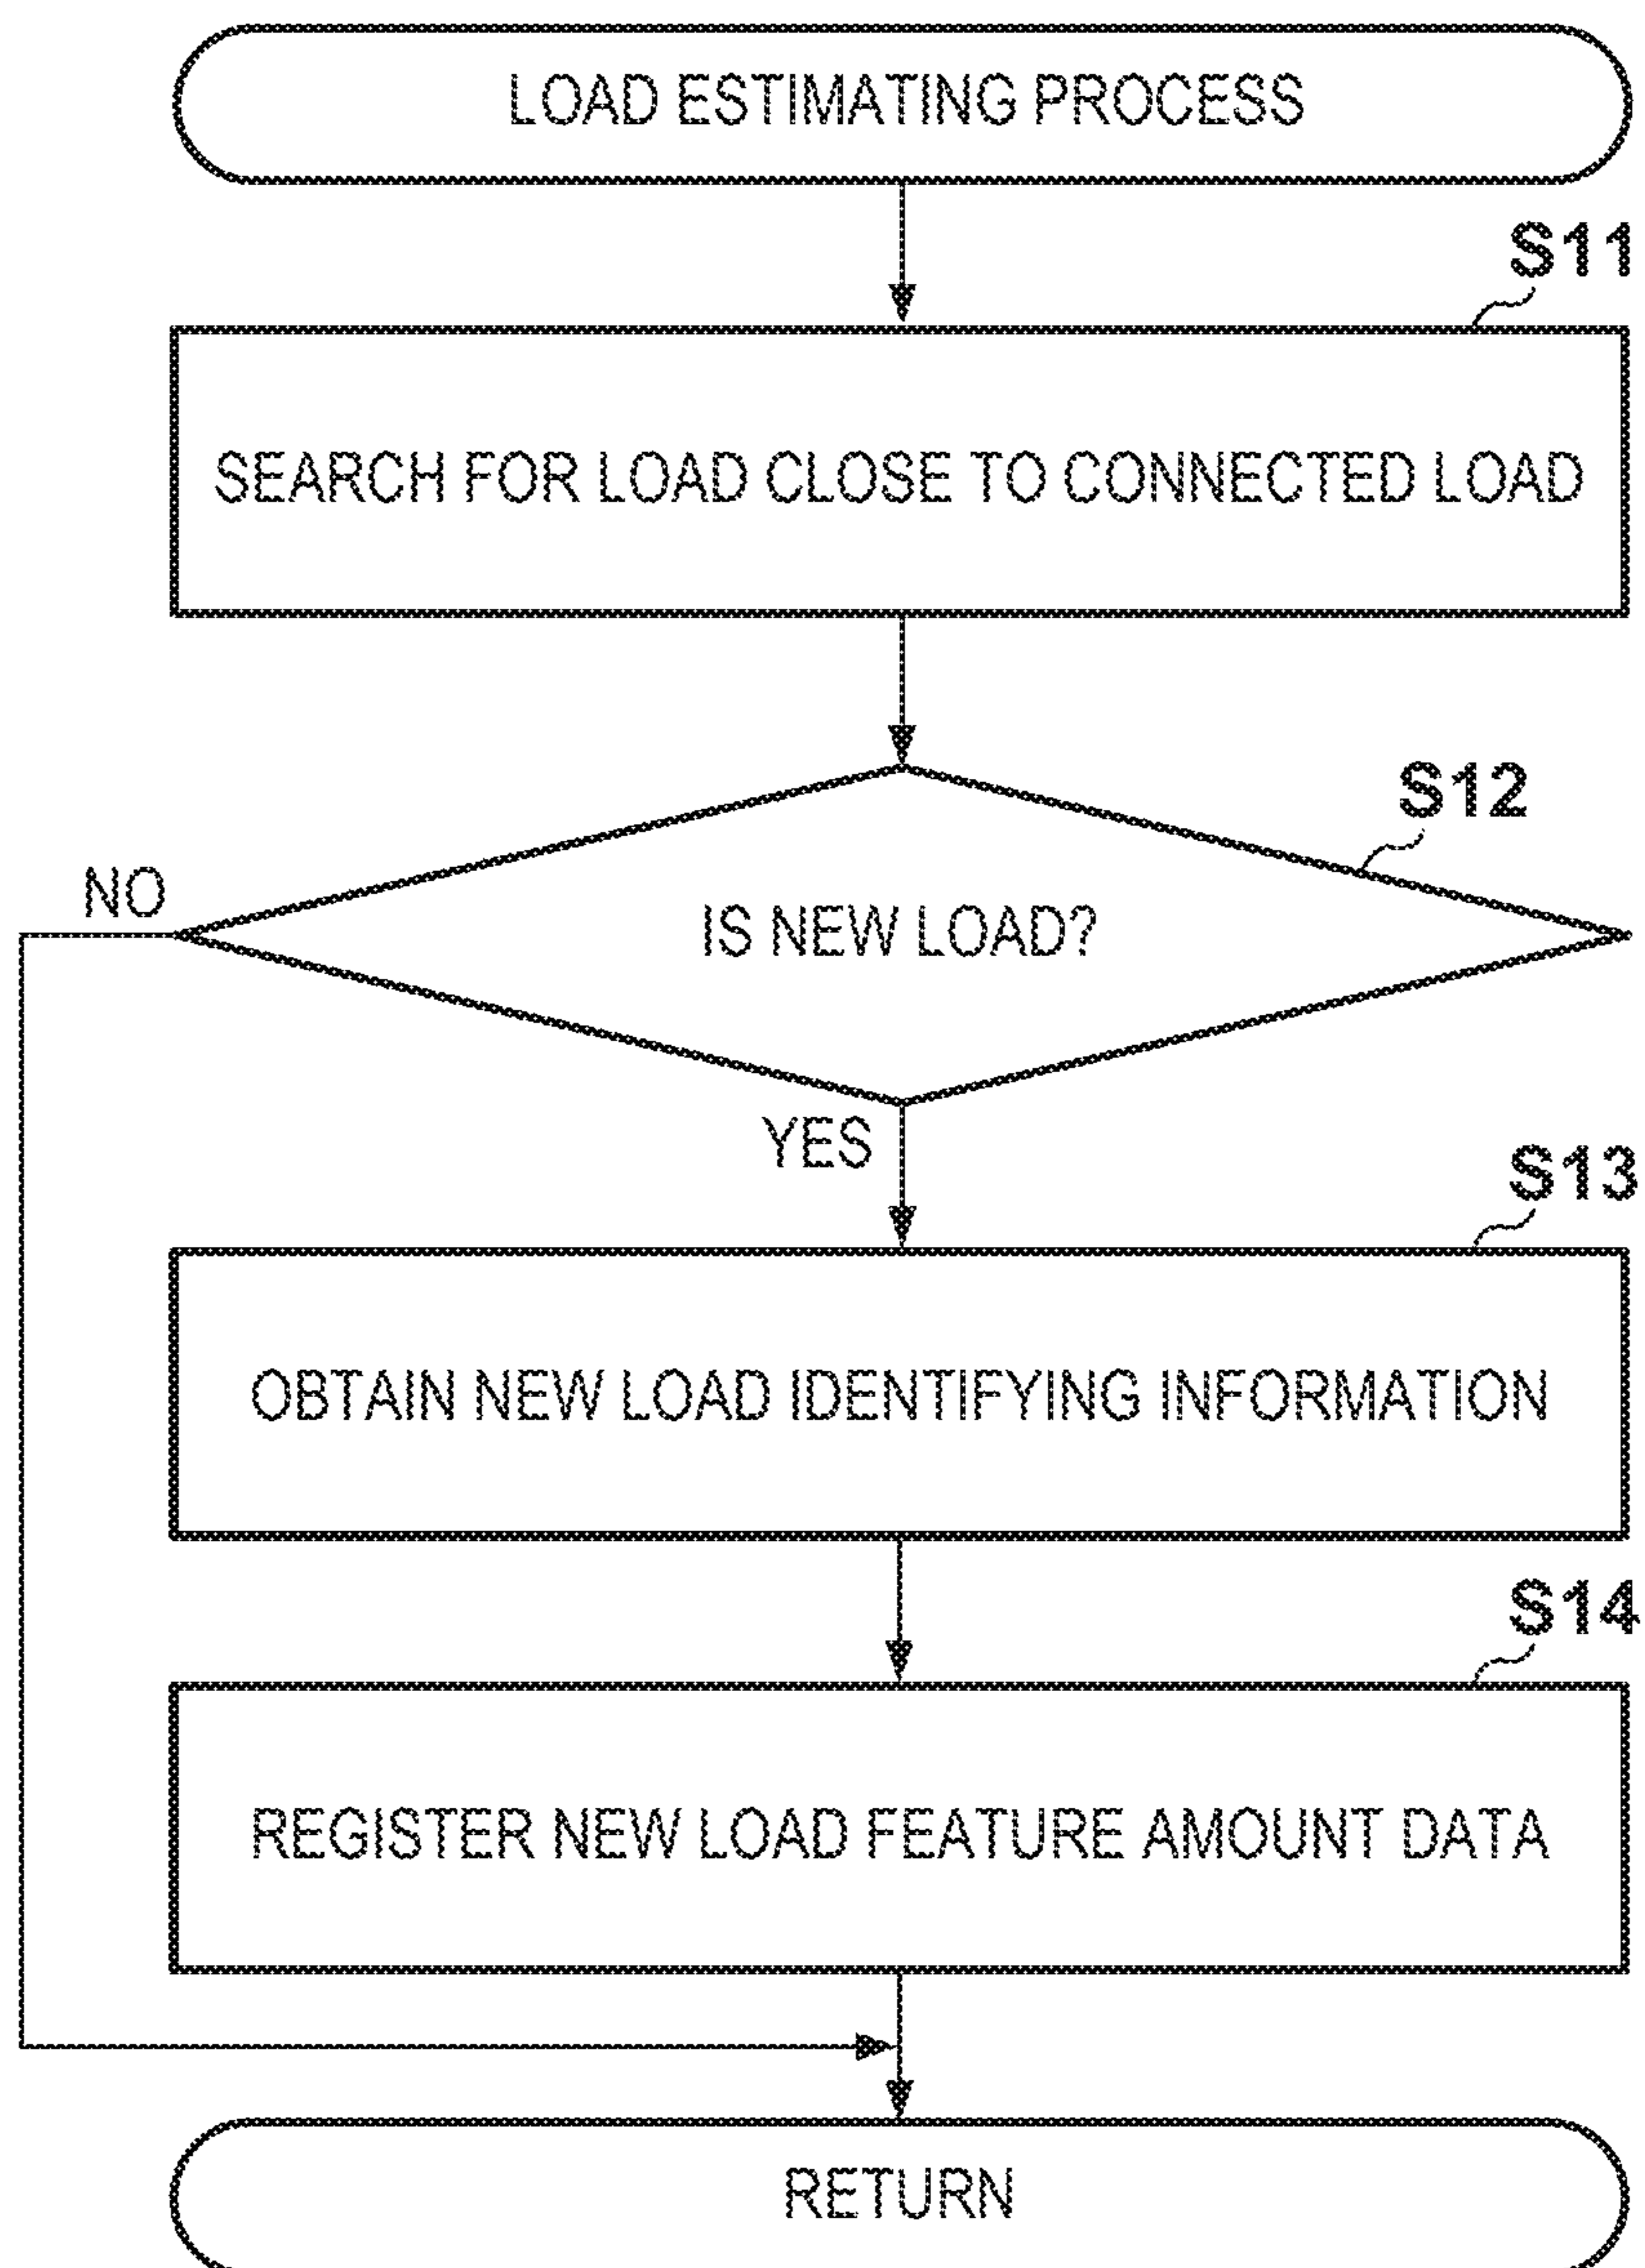 LOAD ESTIMATING PROCESS
S11
SEARCH FOR LOAD CLOSE TO CONNECTED LOAD
S12
NO
IS NEW LOAD?
YES
S13
OBTAIN NEW LOAD IDENTIFYING INFORMATION
S14
REGISTER NEW LOAD FEATURE AMOUNT DATA
RETURN